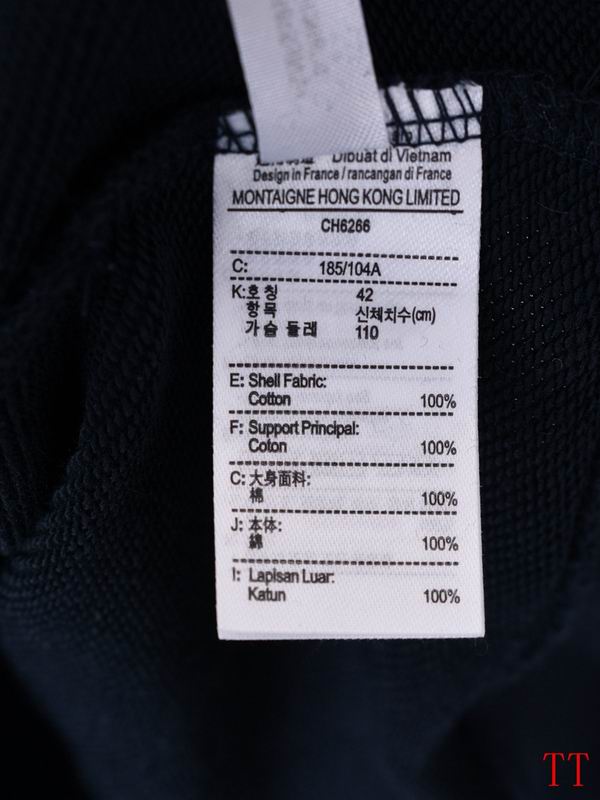 Dibuat di Vietnam
Design in France / rancangan di France
MONTAIGNE HONG KONG LIMITED
CH6266
C: 185/104A
K: 호칭 42
항목 신체치수(cm)
가슴 둘레 110
E: Shell Fabric:
Cotton 100%
F: Support Principal:
Coton 100%
C: 大身面料:
棉 100%
J: 本体:
綿 100%
I: Lapisan Luar:
Katun 100%
TT